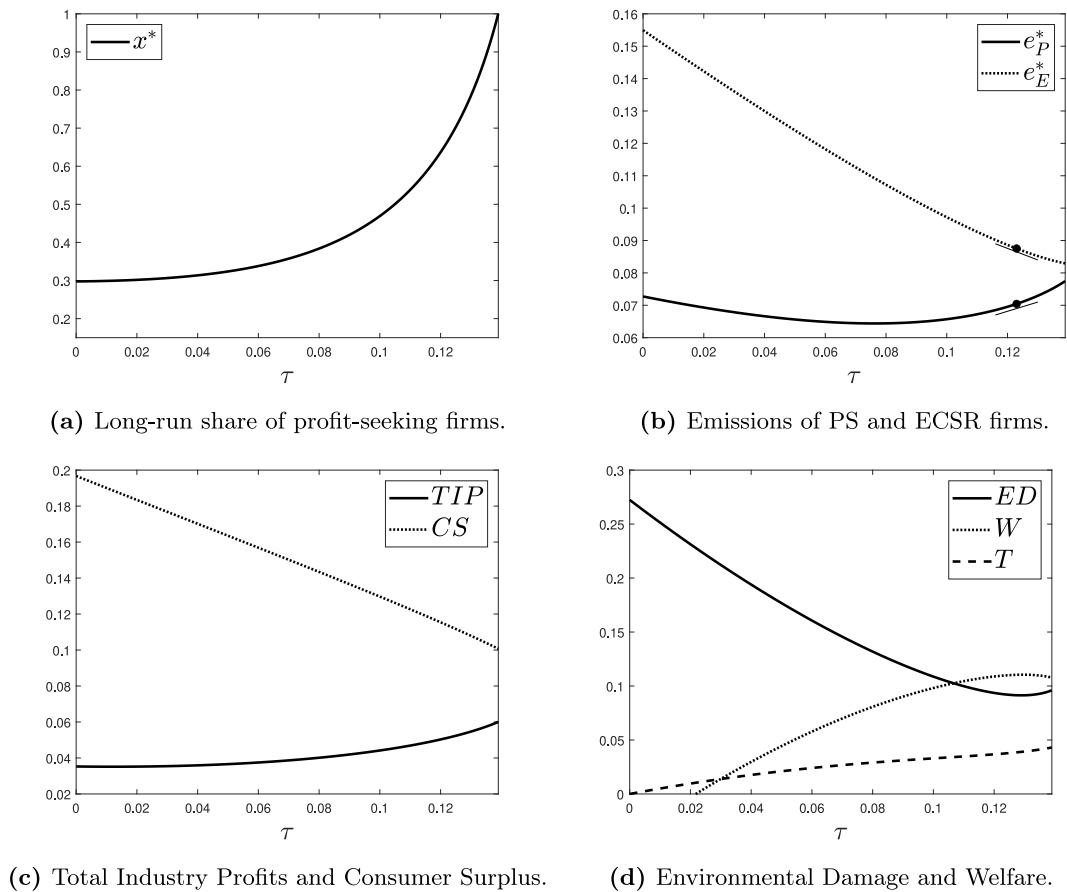 1
0.9
0.8
0.7
0.6
0.5
0.4
0.3
0.2
x*
0 0.02 0.04 0.06 0.08 0.1 0.12
τ
(a) Long-run share of profit-seeking firms.
0.16
0.15
0.14
0.13
0.12
0.11
0.1
0.09
0.08
0.07
0.06
e*_P
e*_E
0 0.02 0.04 0.06 0.08 0.1 0.12
τ
(b) Emissions of PS and ECSR firms.
0.2
0.18
0.16
0.14
0.12
0.1
0.08
0.06
0.04
0.02
TIP
CS
0 0.02 0.04 0.06 0.08 0.1 0.12
τ
(c) Total Industry Profits and Consumer Surplus.
0.3
0.25
0.2
0.15
0.1
0.05
0
ED
W
T
0 0.02 0.04 0.06 0.08 0.1 0.12
τ
(d) Environmental Damage and Welfare.